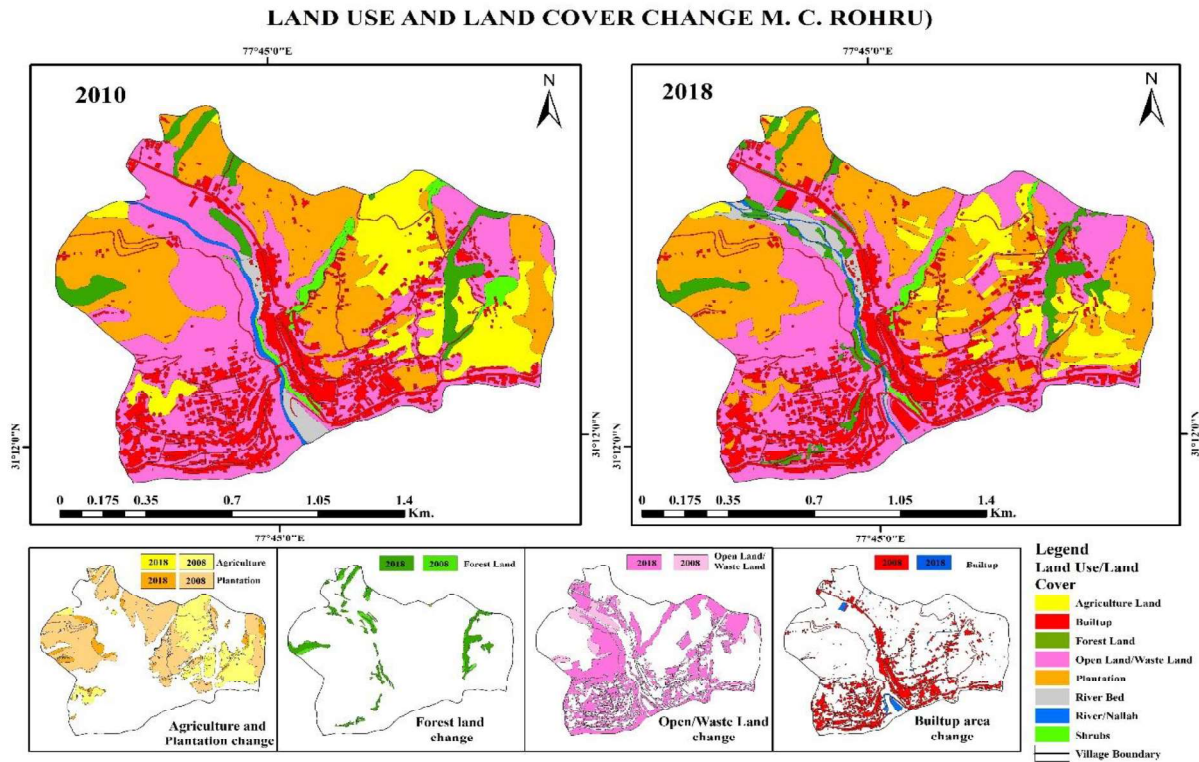 LAND USE AND LAND COVER CHANGE M. C. ROHRU)
77°45'0"E
77°45'0"E
2010
N
2018
N
31°12'0"N
31°12'0"N
31°12'0"N
0 0.175 0.35 0.7 1.05 1.4
Km.
0 0.175 0.35 0.7 1.05 1.4
Km.
77°45'0"E
77°45'0"E
2018 2008 Agriculture
2018 2008 Plantation
Agriculture and
Plantation change
2018 2008 Forest Land
Forest land
change
2018 2008 Open Land/
Waste Land
Open/Waste Land
change
2008 2018 Builtup
Builtup area
change
Legend
Land Use/Land
Cover
Agriculture Land
Builtup
Forest Land
Open Land/Waste Land
Plantation
River Bed
River/Nallah
Shrubs
Village Boundary